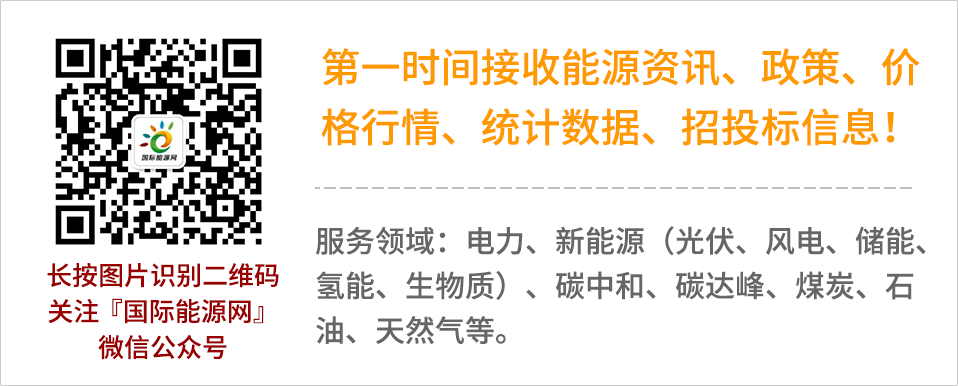 国际能源网
长按图片识别二维码
关注『国际能源网』
微信公众号
第一时间接收能源资讯、政策、价
格行情、统计数据、招投标信息！
服务领域：电力、新能源（光伏、风电、储能、
氢能、生物质）、碳中和、碳达峰、煤炭、石
油、天然气等。